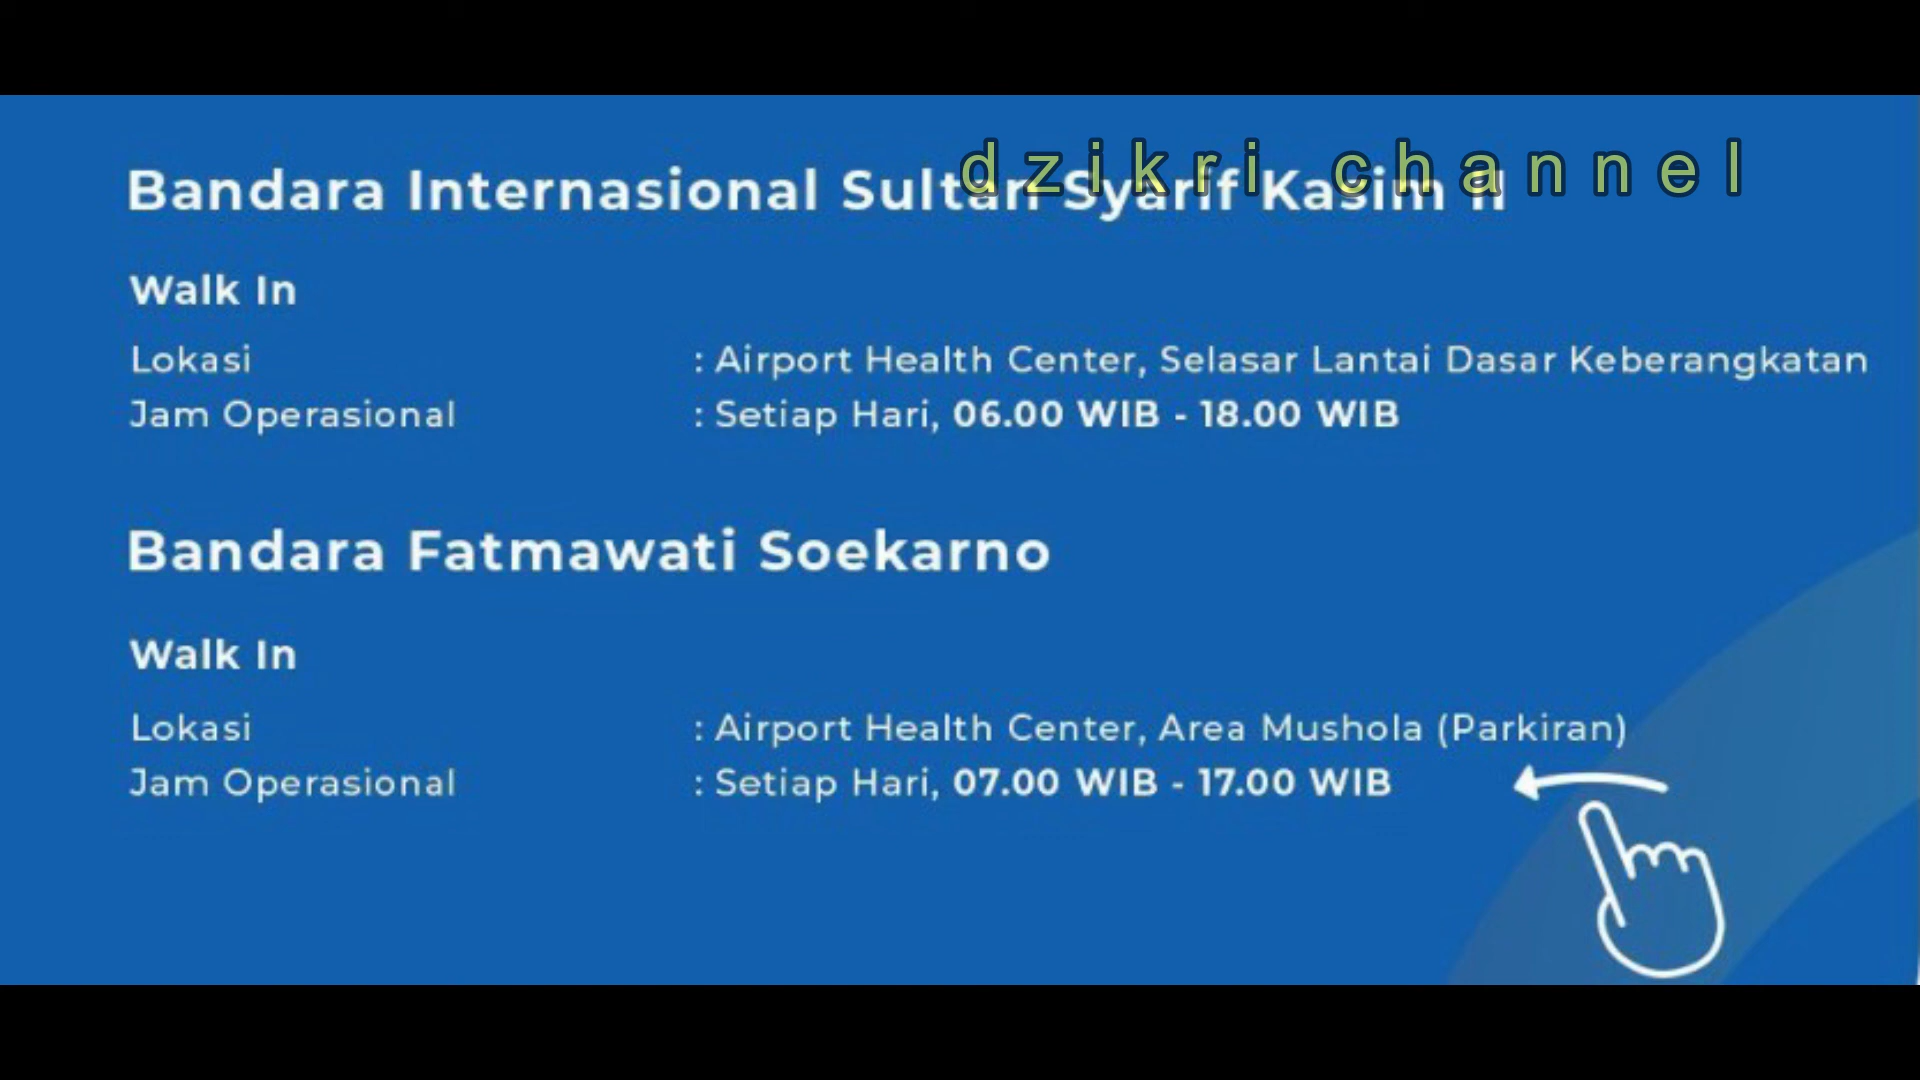 dzikri channel
Bandara Internasional Sultan Syarif Kasim II
Walk In
Lokasi : Airport Health Center, Selasar Lantai Dasar Keberangkatan
Jam Operasional : Setiap Hari, 06.00 WIB - 18.00 WIB
Bandara Fatmawati Soekarno
Walk In
Lokasi : Airport Health Center, Area Mushola (Parkiran)
Jam Operasional : Setiap Hari, 07.00 WIB - 17.00 WIB